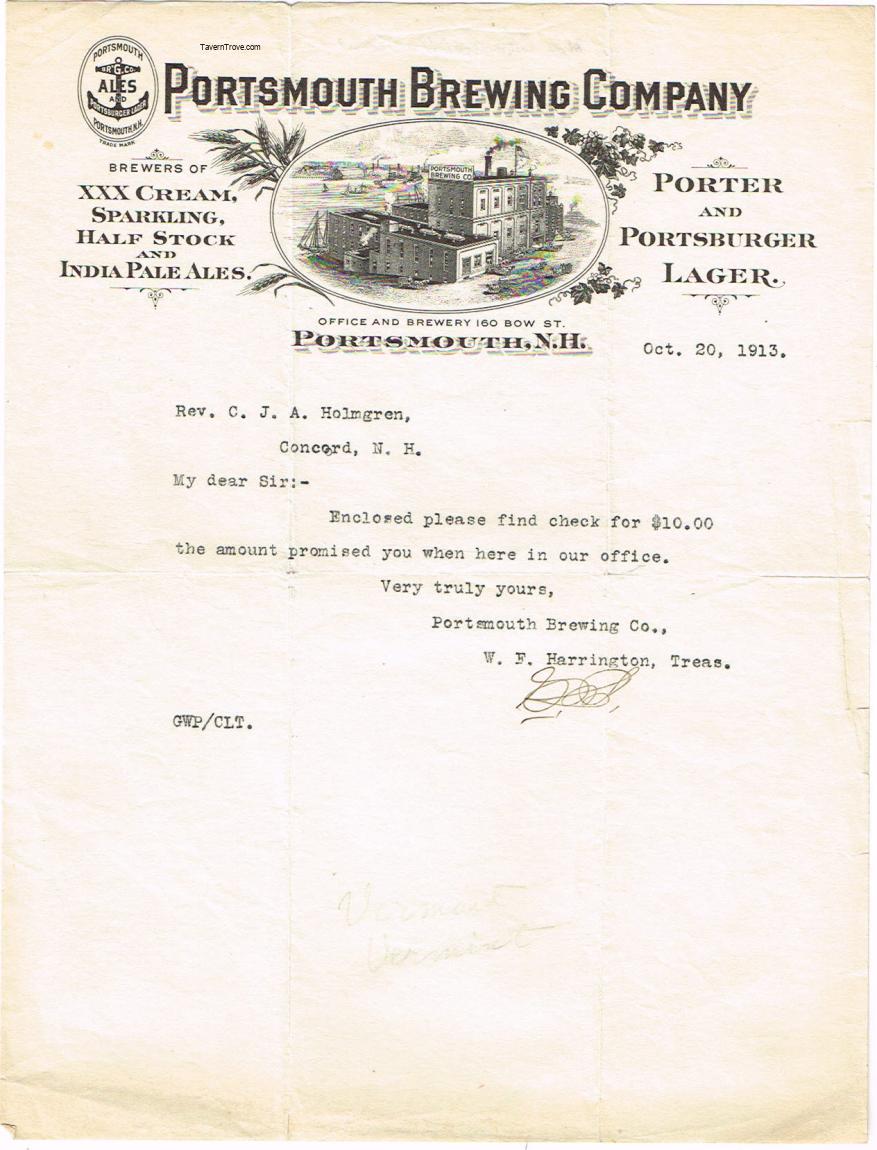 TavernTrove.com
PORTSMOUTH
BR'G. CO.
ALES
AND
PORTSBURGER LAGER
PORTSMOUTH, N.H.
TRADE MARK
PORTSMOUTH BREWING COMPANY
PORTSMOUTH
BREWING CO.
BREWERS OF
XXX CREAM,
SPARKLING,
HALF STOCK
AND
INDIA PALE ALES.
PORTER
AND
PORTSBURGER
LAGER.
OFFICE AND BREWERY 160 BOW ST.
PORTSMOUTH, N.H.
Oct. 20, 1913.
Rev. C. J. A. Holmgren,
Concord, N. H.
My dear Sir:-
Enclosed please find check for $10.00
the amount promised you when here in our office.
Very truly yours,
Portsmouth Brewing Co.,
W. F. Harrington, Treas.
GWP/CLT.
Vermont